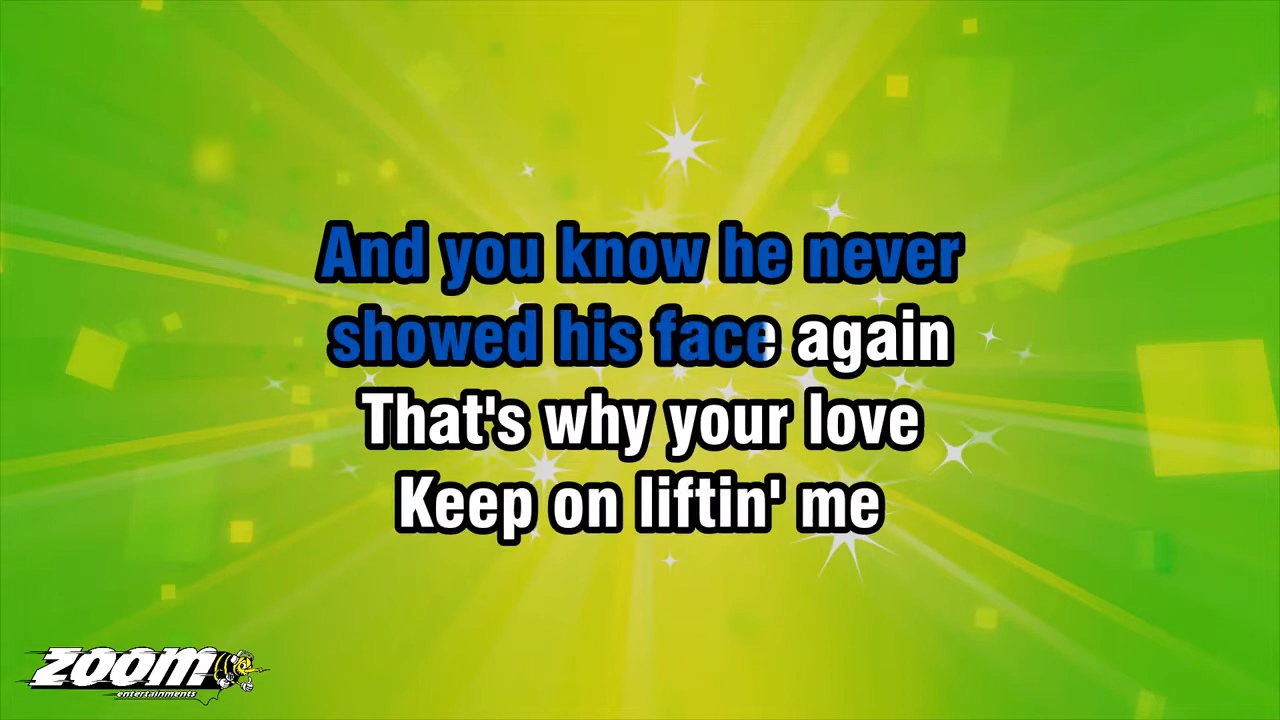 And you know he never
showed his face again
That's why your love
Keep on liftin' me
ZOOM
entertainments